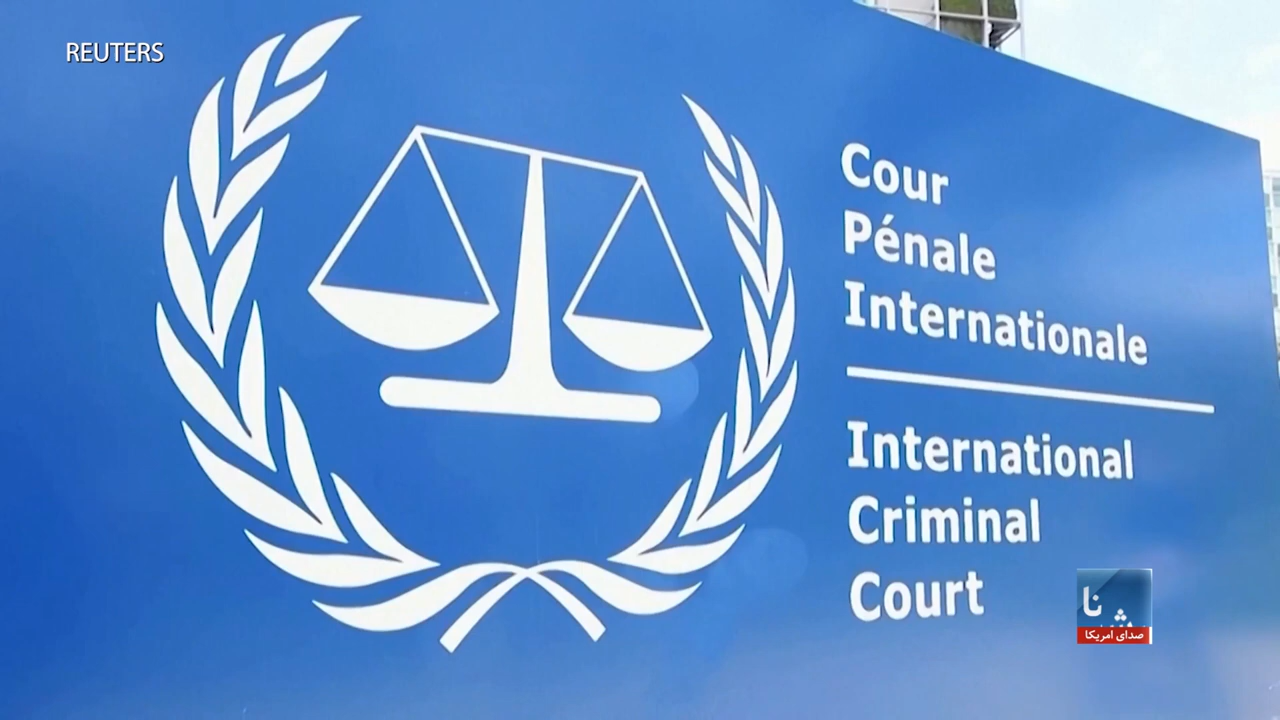 REUTERS
Cour
Pénale
Internationale
International
Criminal
Court
صدای امریکا